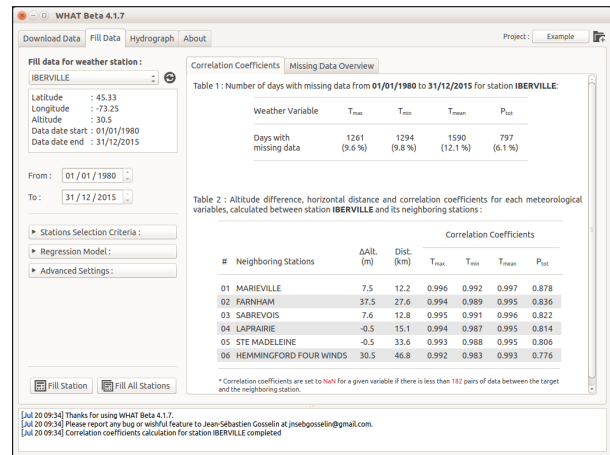 WHAT Beta 4.1.7
Download Data Fill Data Hydrograph About Project : Example
Fill data for weather station :
IBERVILLE
Latitude : 45.33
Longitude : -73.25
Altitude : 30.5
Data date start : 01/01/1980
Data date end : 31/12/2015
From : 01 / 01 / 1980
To : 31 / 12 / 2015
Stations Selection Criteria :
Regression Model :
Advanced Settings :
Fill Station Fill All Stations
Correlation Coefficients Missing Data Overview
Table 1 : Number of days with missing data from 01/01/1980 to 31/12/2015 for station IBERVILLE:
Weather Variable Tmax Tmin Tmean Ptot
Days with 1261 1294 1590 797
missing data (9.6 %) (9.8 %) (12.1 %) (6.1 %)
Table 2 : Altitude difference, horizontal distance and correlation coefficients for each meteorological
variables, calculated between station IBERVILLE and its neighboring stations :
Correlation Coefficients
# Neighboring Stations ΔAlt. (m) Dist. (km) Tmax Tmin Tmean Ptot
01 MARIEVILLE 7.5 12.2 0.996 0.992 0.997 0.878
02 FARNHAM 37.5 27.6 0.994 0.989 0.995 0.836
03 SABREVOIS 7.6 12.8 0.995 0.991 0.996 0.822
04 LAPRAIRIE -0.5 15.1 0.994 0.987 0.995 0.814
05 STE MADELEINE -0.5 33.6 0.993 0.988 0.995 0.806
06 HEMMINGFORD FOUR WINDS 30.5 46.8 0.992 0.983 0.993 0.776
* Correlation coefficients are set to NaN for a given variable if there is less than 182 pairs of data between the target
and the neighboring station.
[Jul 20 09:34] Thanks for using WHAT Beta 4.1.7.
[Jul 20 09:34] Please report any bug or wishful feature to Jean-Sébastien Gosselin at jnsebgosselin@gmail.com.
[Jul 20 09:34] Correlation coefficients calculation for station IBERVILLE completed